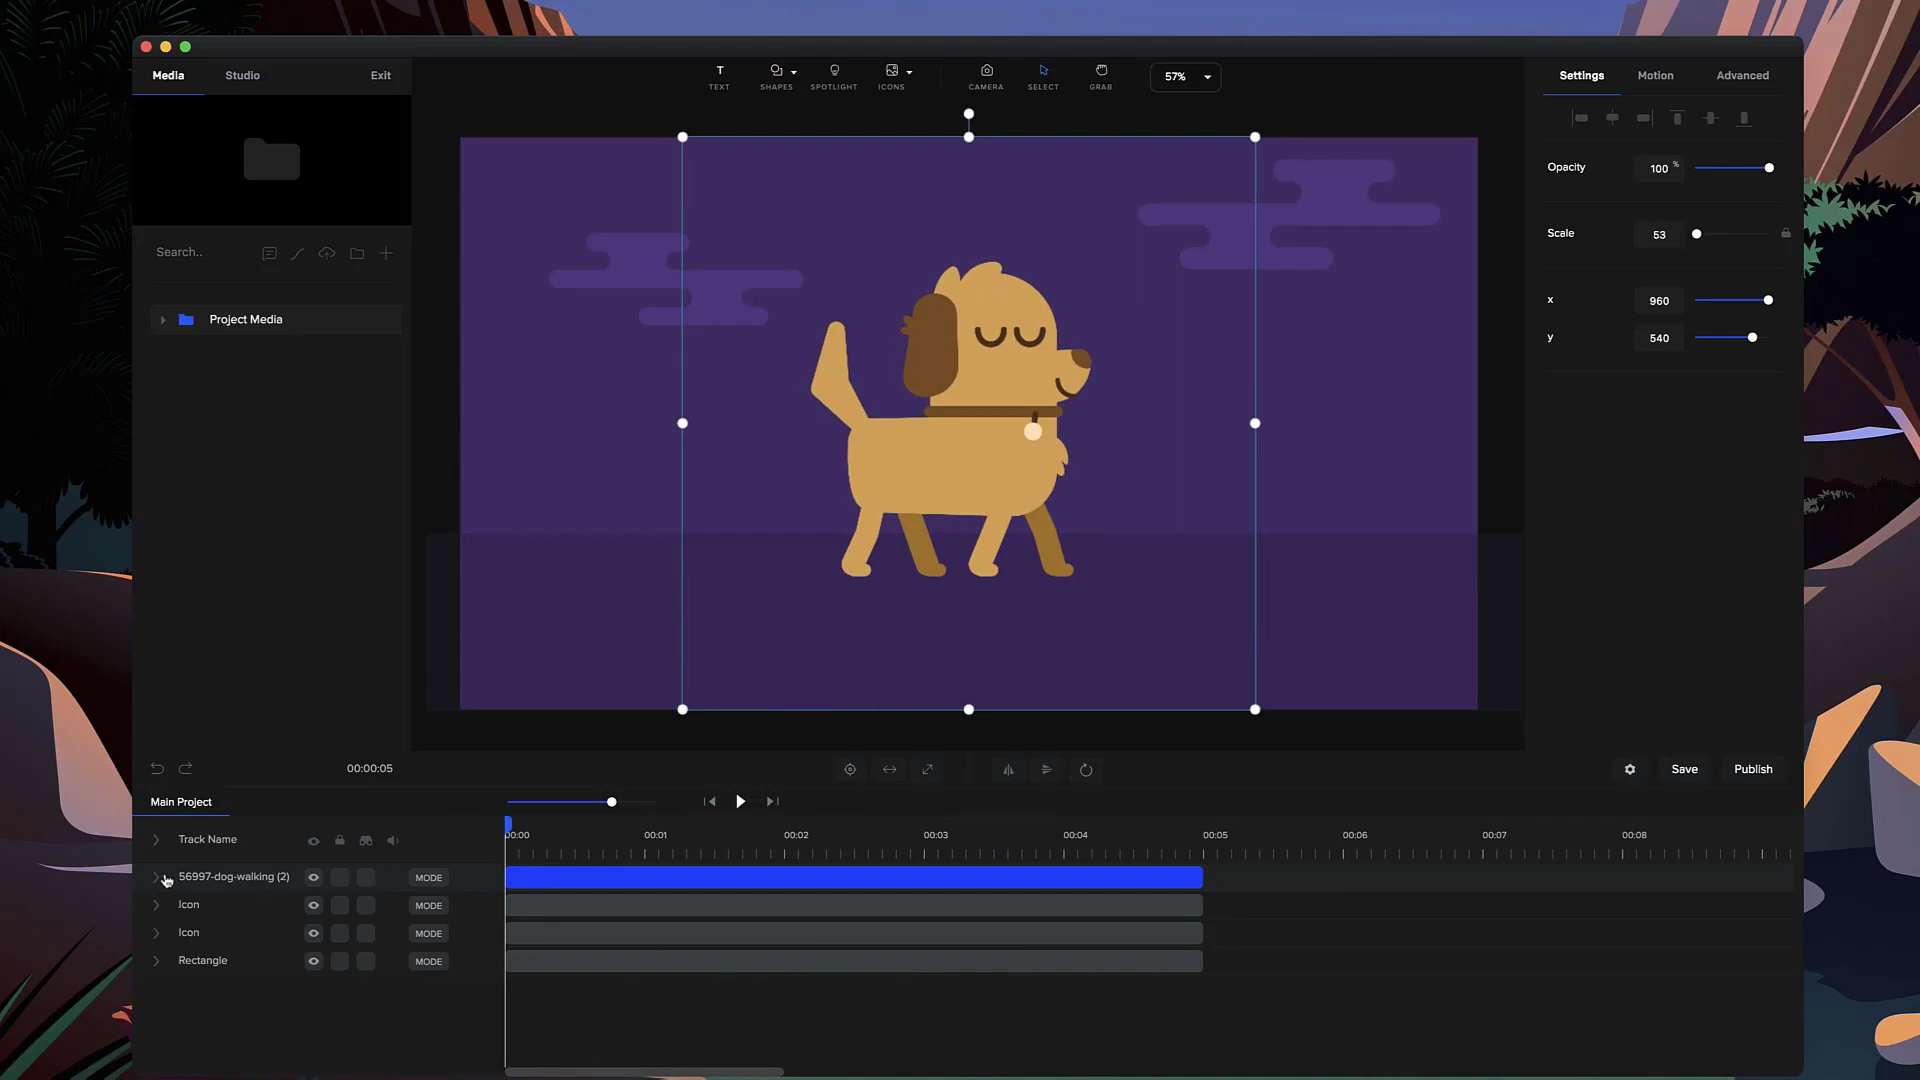 Media Studio Exit
TEXT SHAPES SPOTLIGHT ICONS CAMERA SELECT GRAB 57%
Settings Motion Advanced
Opacity 100 %
Search..
Scale 53
x 960
Project Media
y 540
00:00:05
Save Publish
Main Project
Track Name
00:00 00:01 00:02 00:03 00:04 00:05 00:06 00:07 00:08
56997-dog-walking (2) MODE
Icon MODE
Icon MODE
Rectangle MODE